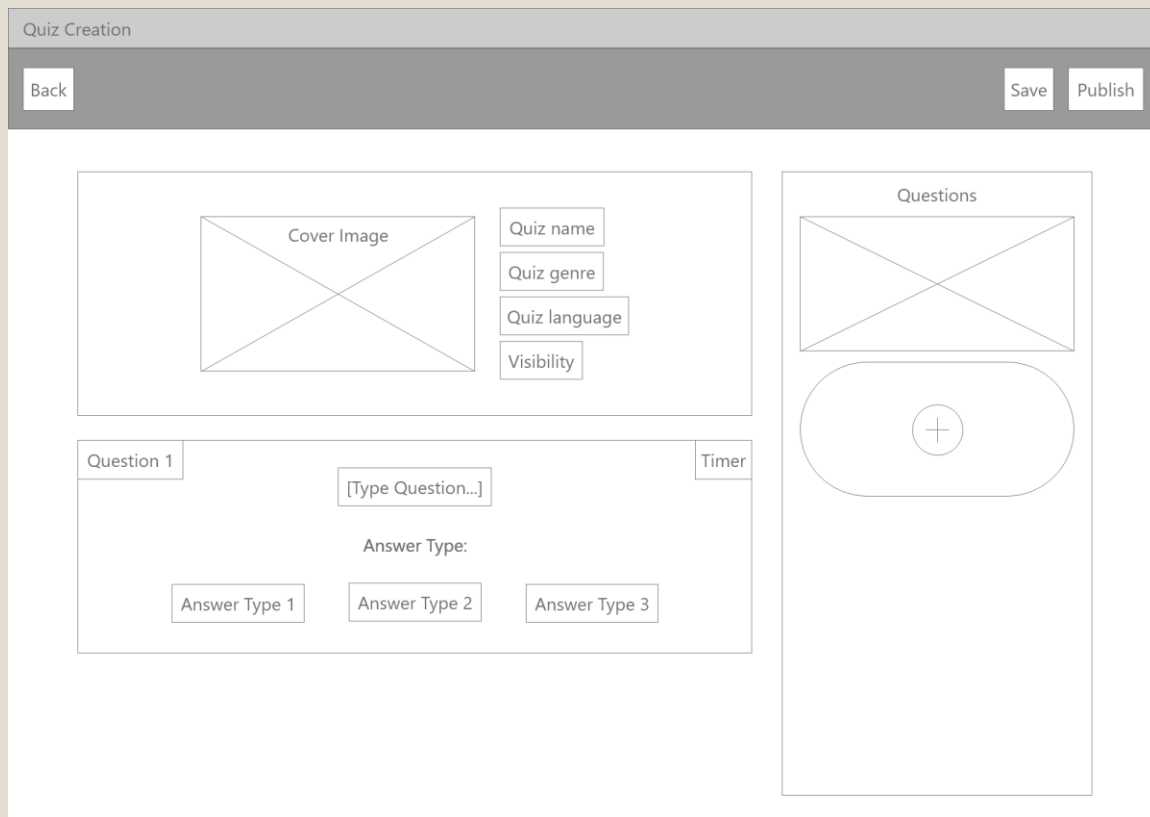 Quiz Creation
Back
Save
Publish
Cover Image
Quiz name
Quiz genre
Quiz language
Visibility
Question 1
Timer
[Type Question...]
Answer Type:
Answer Type 1
Answer Type 2
Answer Type 3
Questions